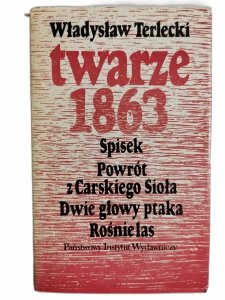 Władysław Terlecki
twarze
1863
Spisek
Powrót
z Carskiego Sioła
Dwie głowy ptaka
Rośnie las
Państwowy Instytut Wydawniczy